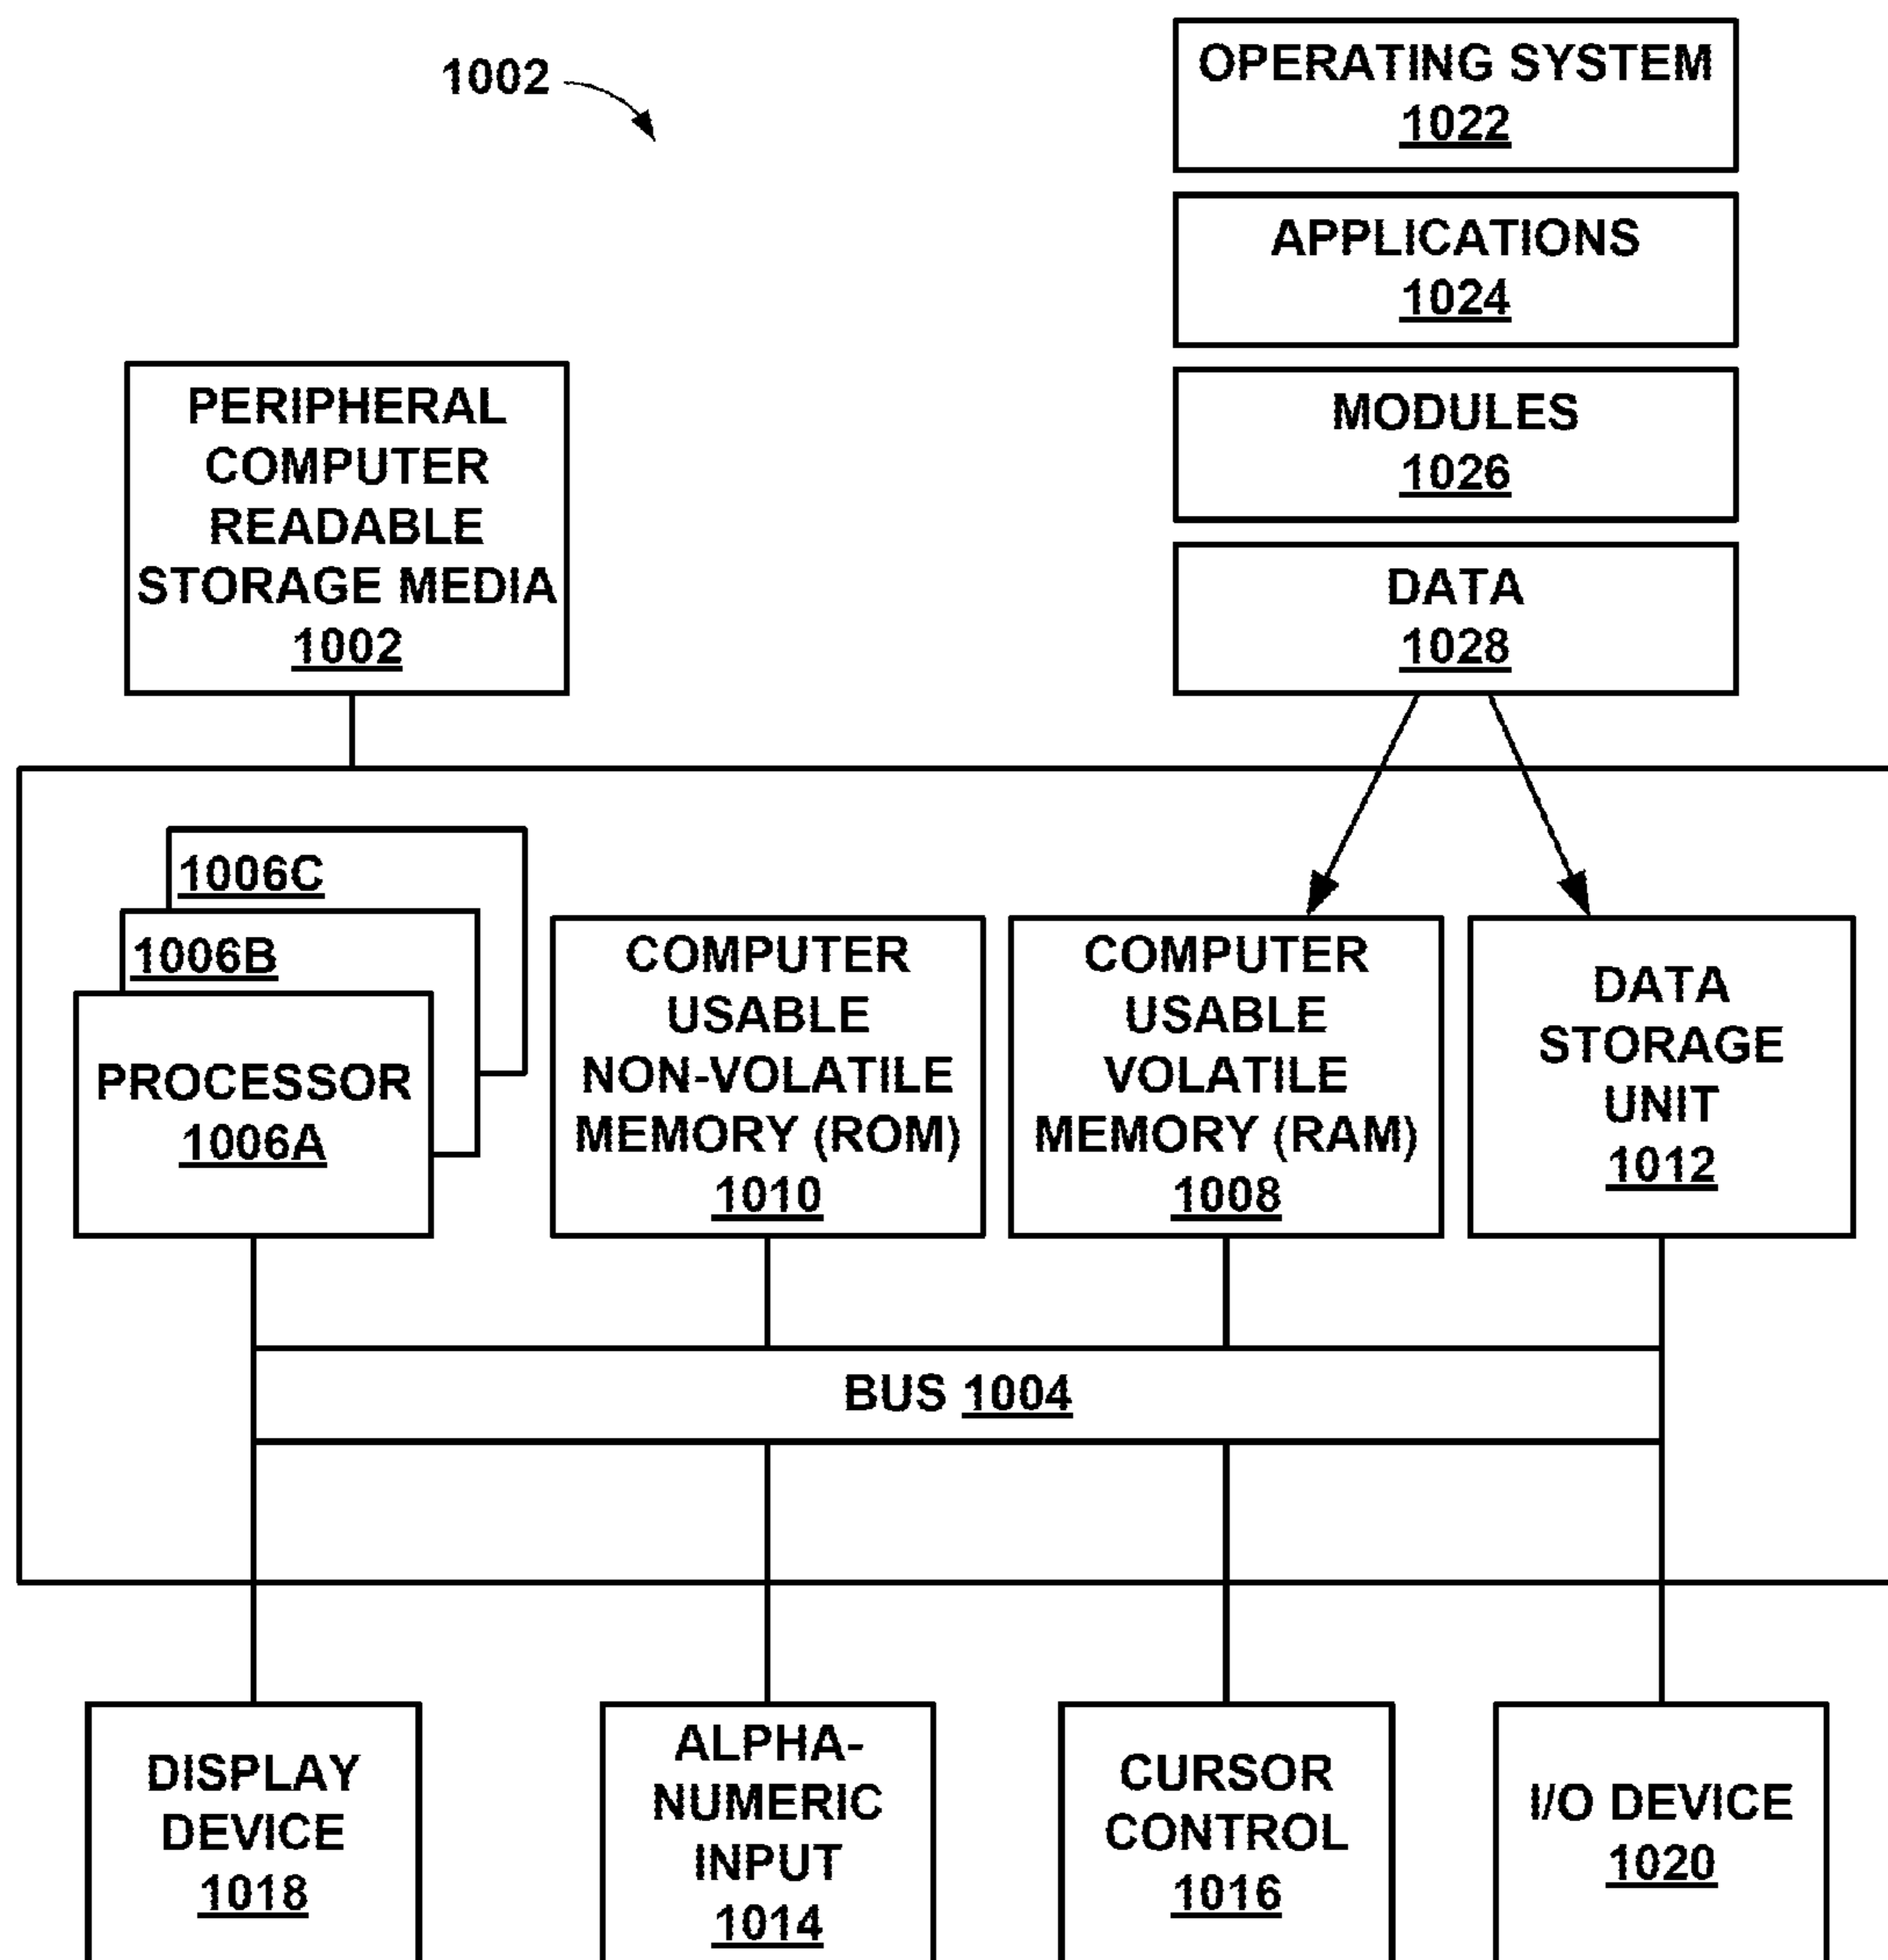 1002
OPERATING SYSTEM
1022
APPLICATIONS
1024
MODULES
1026
DATA
1028
PERIPHERAL
COMPUTER
READABLE
STORAGE MEDIA
1002
1006C
1006B
PROCESSOR
1006A
COMPUTER
USABLE
NON-VOLATILE
MEMORY (ROM)
1010
COMPUTER
USABLE
VOLATILE
MEMORY (RAM)
1008
DATA
STORAGE
UNIT
1012
BUS 1004
DISPLAY
DEVICE
1018
ALPHA-
NUMERIC
INPUT
1014
CURSOR
CONTROL
1016
I/O DEVICE
1020